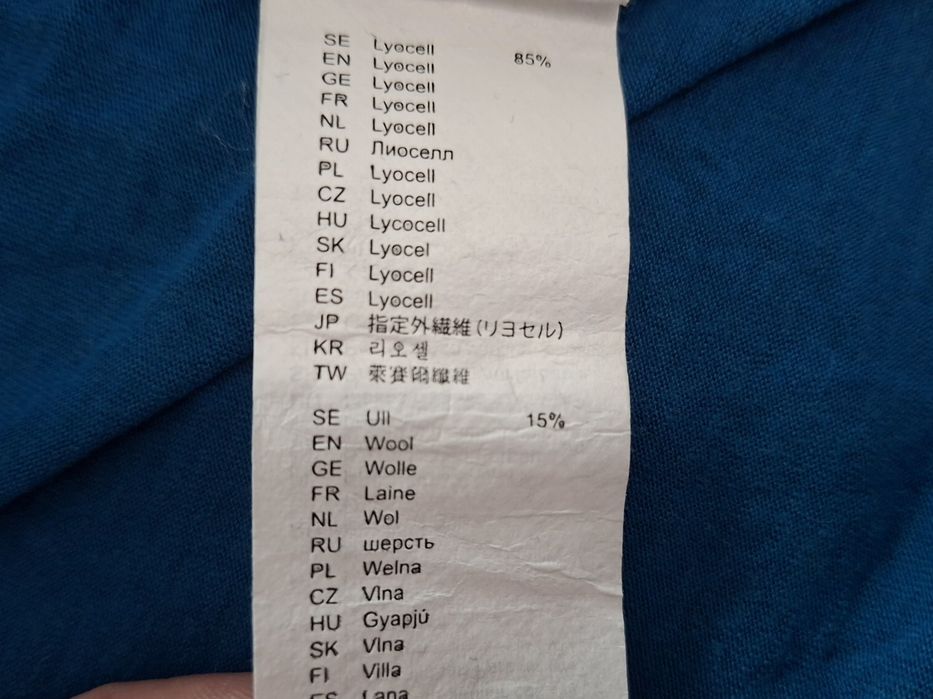 SE Lyocell 85%
EN Lyocell
GE Lyocell
FR Lyocell
NL Lyocell
RU Лиоселл
PL Lyocell
CZ Lyocell
HU Lycocell
SK Lyocel
FI Lyocell
ES Lyocell
JP 指定外繊維(リヨセル)
KR 리오셀
TW 萊賽爾纖維
SE Ull 15%
EN Wool
GE Wolle
FR Laine
NL Wol
RU шерсть
PL Welna
CZ Vlna
HU Gyapjú
SK Vlna
FI Villa
ES Lana